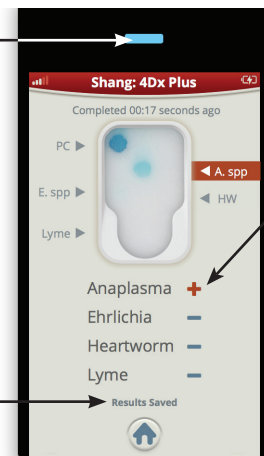 Shang: 4Dx Plus
Completed 00:17 seconds ago
PC
A. spp
E. spp
HW
Lyme
Anaplasma +
Ehrlichia −
Heartworm −
Lyme −
Results Saved